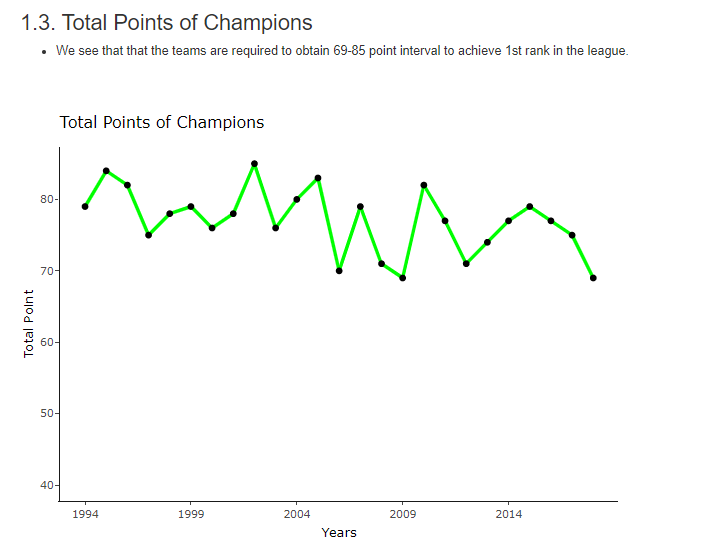 1.3. Total Points of Champions
• We see that that the teams are required to obtain 69-85 point interval to achieve 1st rank in the league.
Total Points of Champions
80
70
60
50
40
Total PoInt
1994 1999 2004 2009 2014
Years